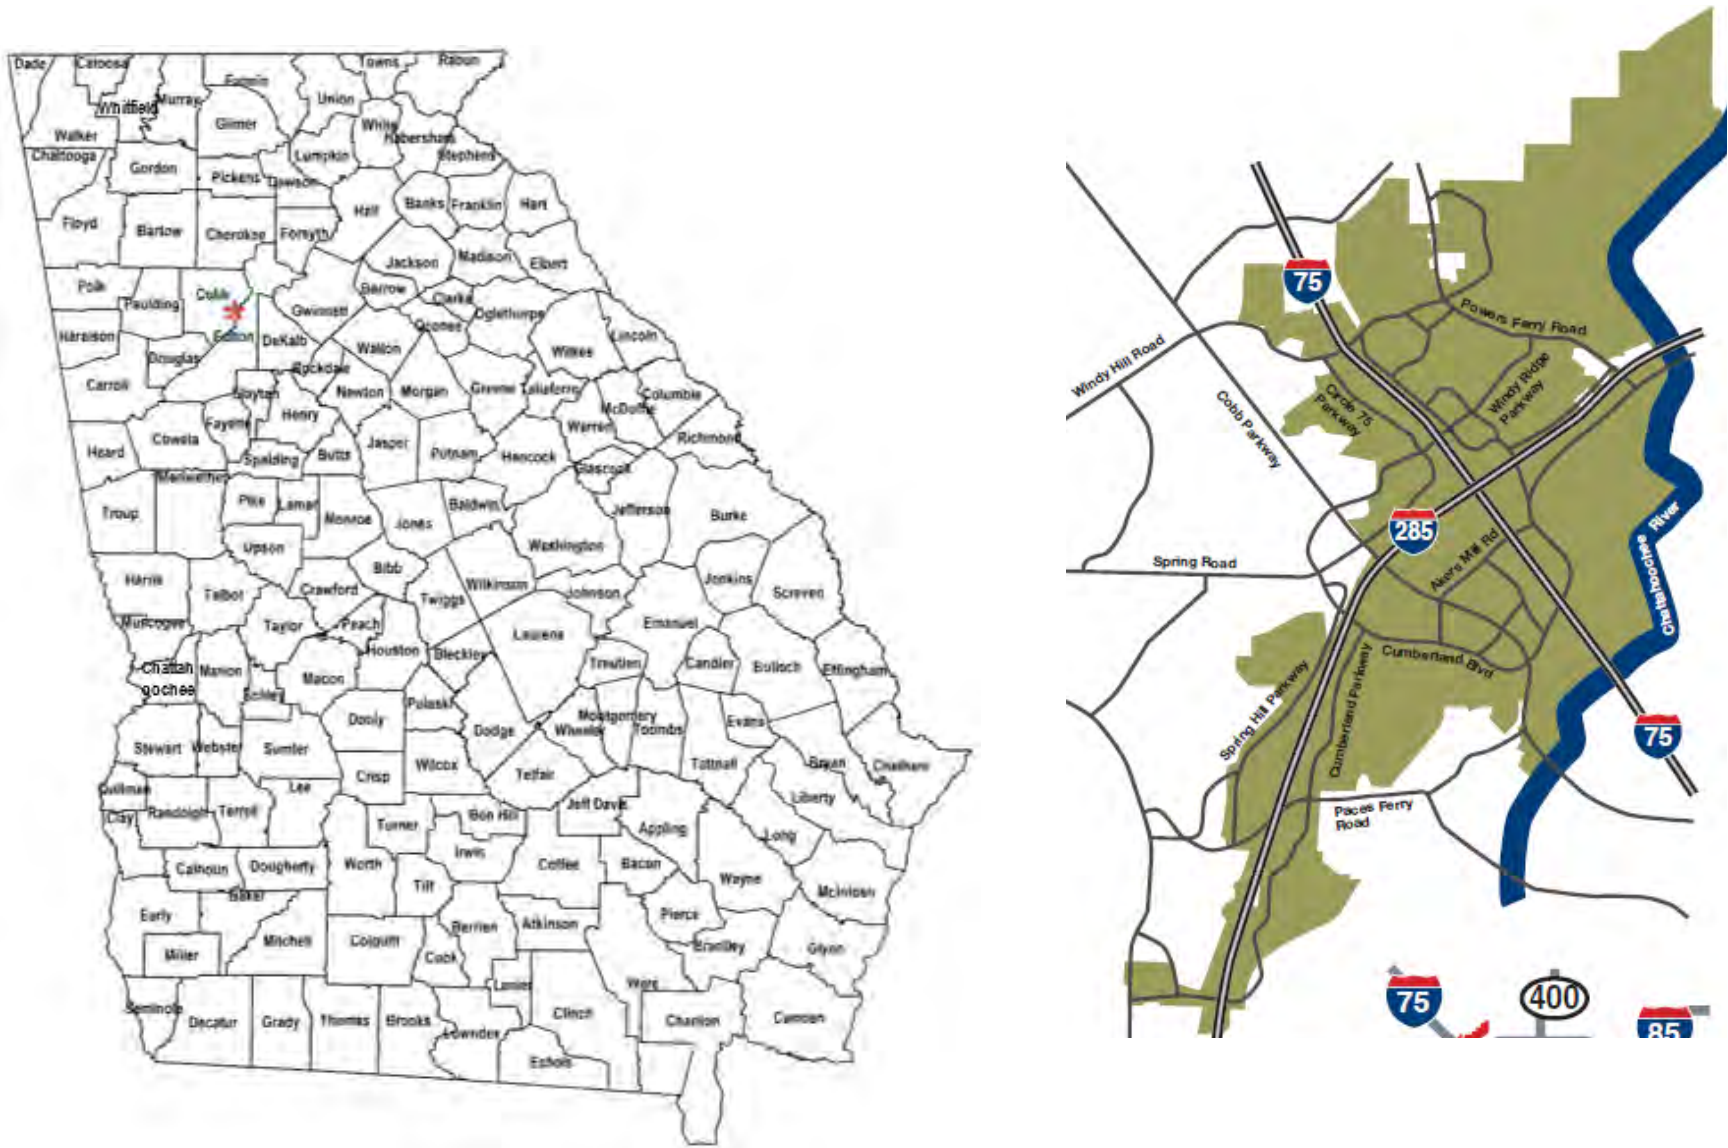 Dade
Catoosa
Towns
Rabun
Fannin
Union
Whitfield
Murray
Gilmer
White
Habersham
Walker
Chattooga
Gordon
Pickens
Dawson
Lumpkin
Stephens
Floyd
Bartow
Cherokee
Forsyth
Hall
Banks
Franklin
Hart
Jackson
Madison
Elbert
Polk
Paulding
Cobb
Gwinnett
Barrow
Clarke
Oglethorpe
Oconee
Haralson
Douglas
Fulton
DeKalb
Walton
Wilkes
Lincoln
Rockdale
Carroll
Clayton
Henry
Newton
Morgan
Greene
Taliaferro
McDuffie
Columbia
Fayette
Coweta
Heard
Spalding
Butts
Jasper
Putnam
Hancock
Warren
Richmond
Glascock
Meriwether
Troup
Pike
Lamar
Monroe
Jones
Baldwin
Jefferson
Burke
Washington
Upson
Bibb
Wilkinson
Jenkins
Screven
Harris
Talbot
Crawford
Twiggs
Johnson
Muscogee
Taylor
Peach
Houston
Bleckley
Laurens
Emanuel
Chattah
oochee
Marion
Schley
Macon
Treutlen
Candler
Bulloch
Effingham
Pulaski
Dooly
Dodge
Wheeler
Montgomery
Toombs
Evans
Stewart
Webster
Sumter
Crisp
Wilcox
Telfair
Tattnall
Bryan
Chatham
Quitman
Randolph
Terrell
Lee
Clay
Turner
Ben Hill
Jeff Davis
Appling
Liberty
Long
Calhoun
Dougherty
Worth
Irwin
Tift
Coffee
Bacon
Wayne
McIntosh
Early
Baker
Miller
Mitchell
Colquitt
Berrien
Cook
Atkinson
Pierce
Brantley
Glynn
Seminole
Decatur
Grady
Thomas
Brooks
Lowndes
Lanier
Clinch
Echols
Ware
Charlton
Camden
75
Powers Ferry Road
Windy Hill Road
Windy Ridge
Parkway
Circle 75
Parkway
Cobb Parkway
285
Chattahoochee River
Akers Mill Rd
Spring Road
Cumberland Blvd
Spring Hill Parkway
Cumberland Parkway
75
Paces Ferry
Road
75
400
85